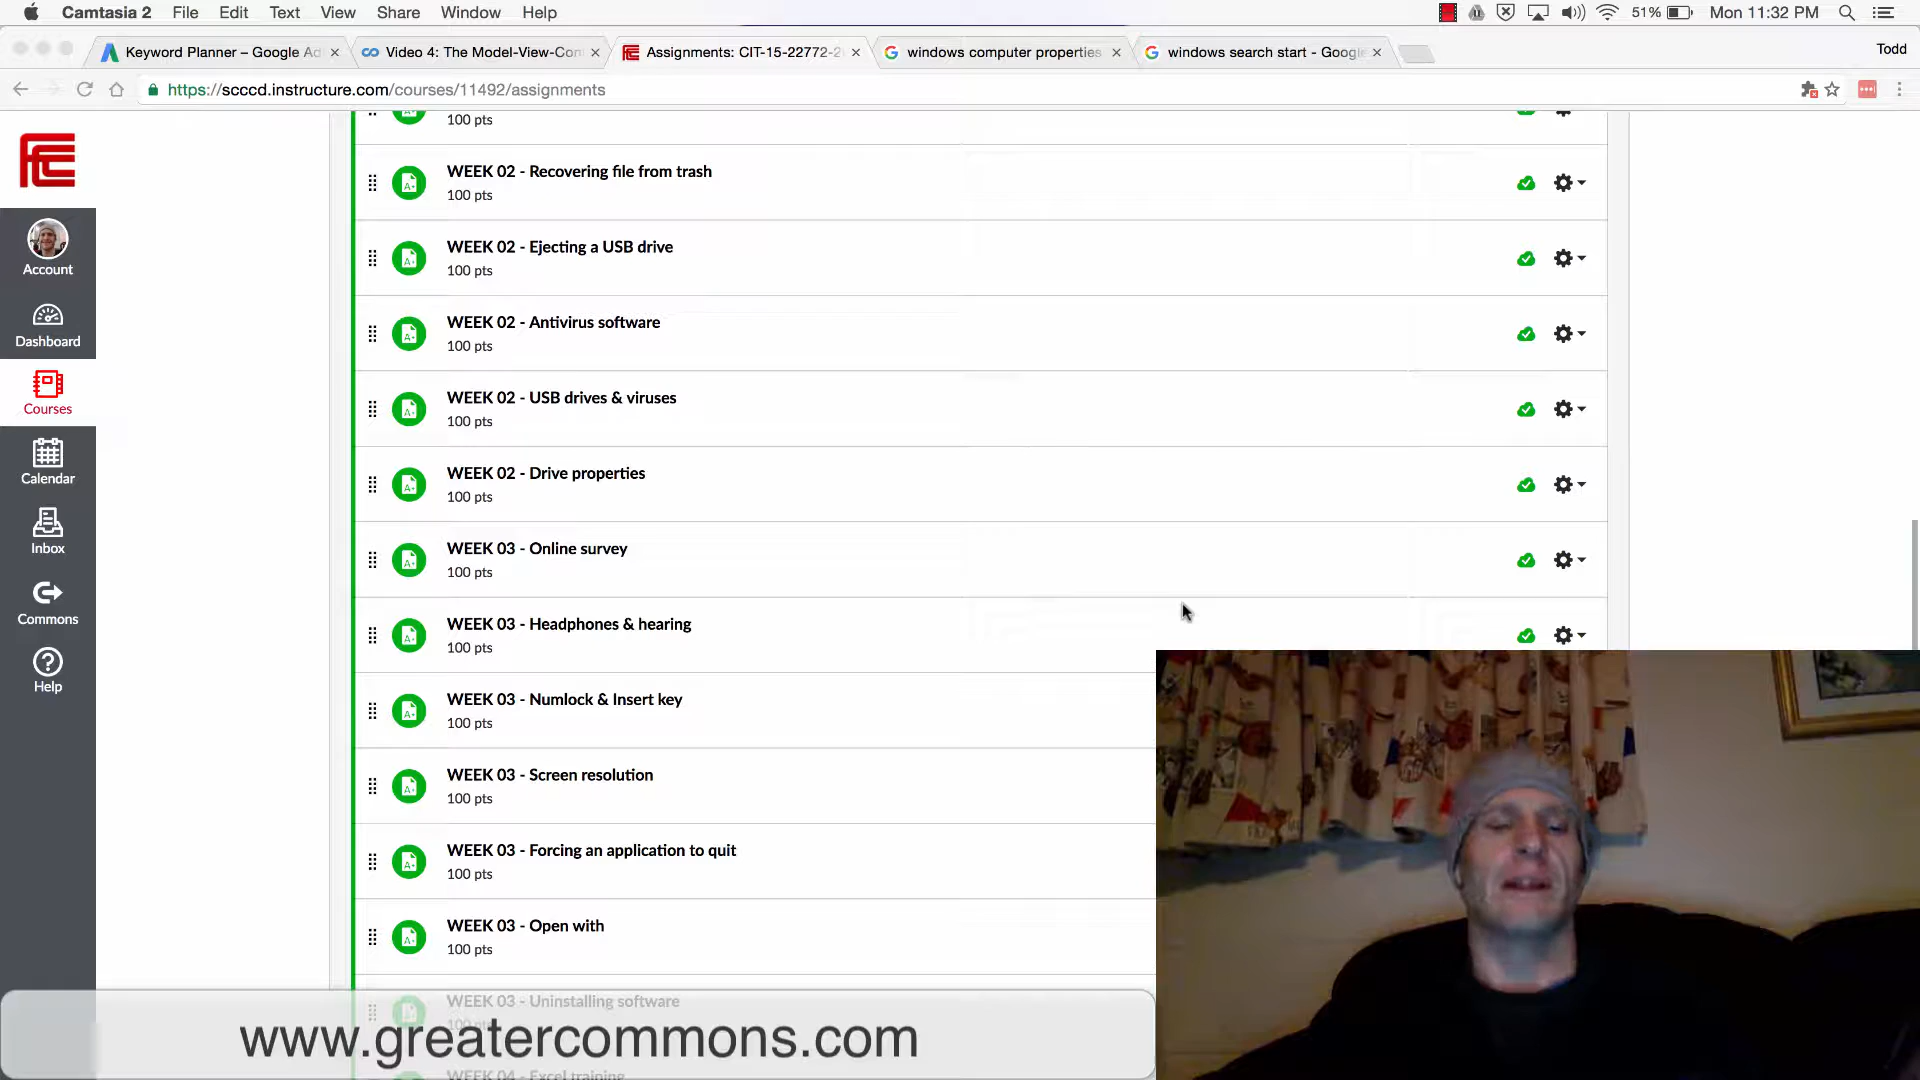 Camtasia 2 File Edit Text View Share Window Help 51% Mon 11:32 PM
Keyword Planner – Google Ad Video 4: The Model-View-Con Assignments: CIT-15-22772-2 windows computer properties windows search start - Google Todd
https://scccd.instructure.com/courses/11492/assignments
100 pts
WEEK 02 - Recovering file from trash
100 pts
WEEK 02 - Ejecting a USB drive
100 pts
WEEK 02 - Antivirus software
100 pts
WEEK 02 - USB drives & viruses
100 pts
WEEK 02 - Drive properties
100 pts
WEEK 03 - Online survey
100 pts
WEEK 03 - Headphones & hearing
100 pts
WEEK 03 - Numlock & Insert key
100 pts
WEEK 03 - Screen resolution
100 pts
WEEK 03 - Forcing an application to quit
100 pts
WEEK 03 - Open with
100 pts
WEEK 03 - Uninstalling software
100 pts
WEEK 04 - Excel training
Account
Dashboard
Courses
Calendar
Inbox
Commons
Help
www.greatercommons.com